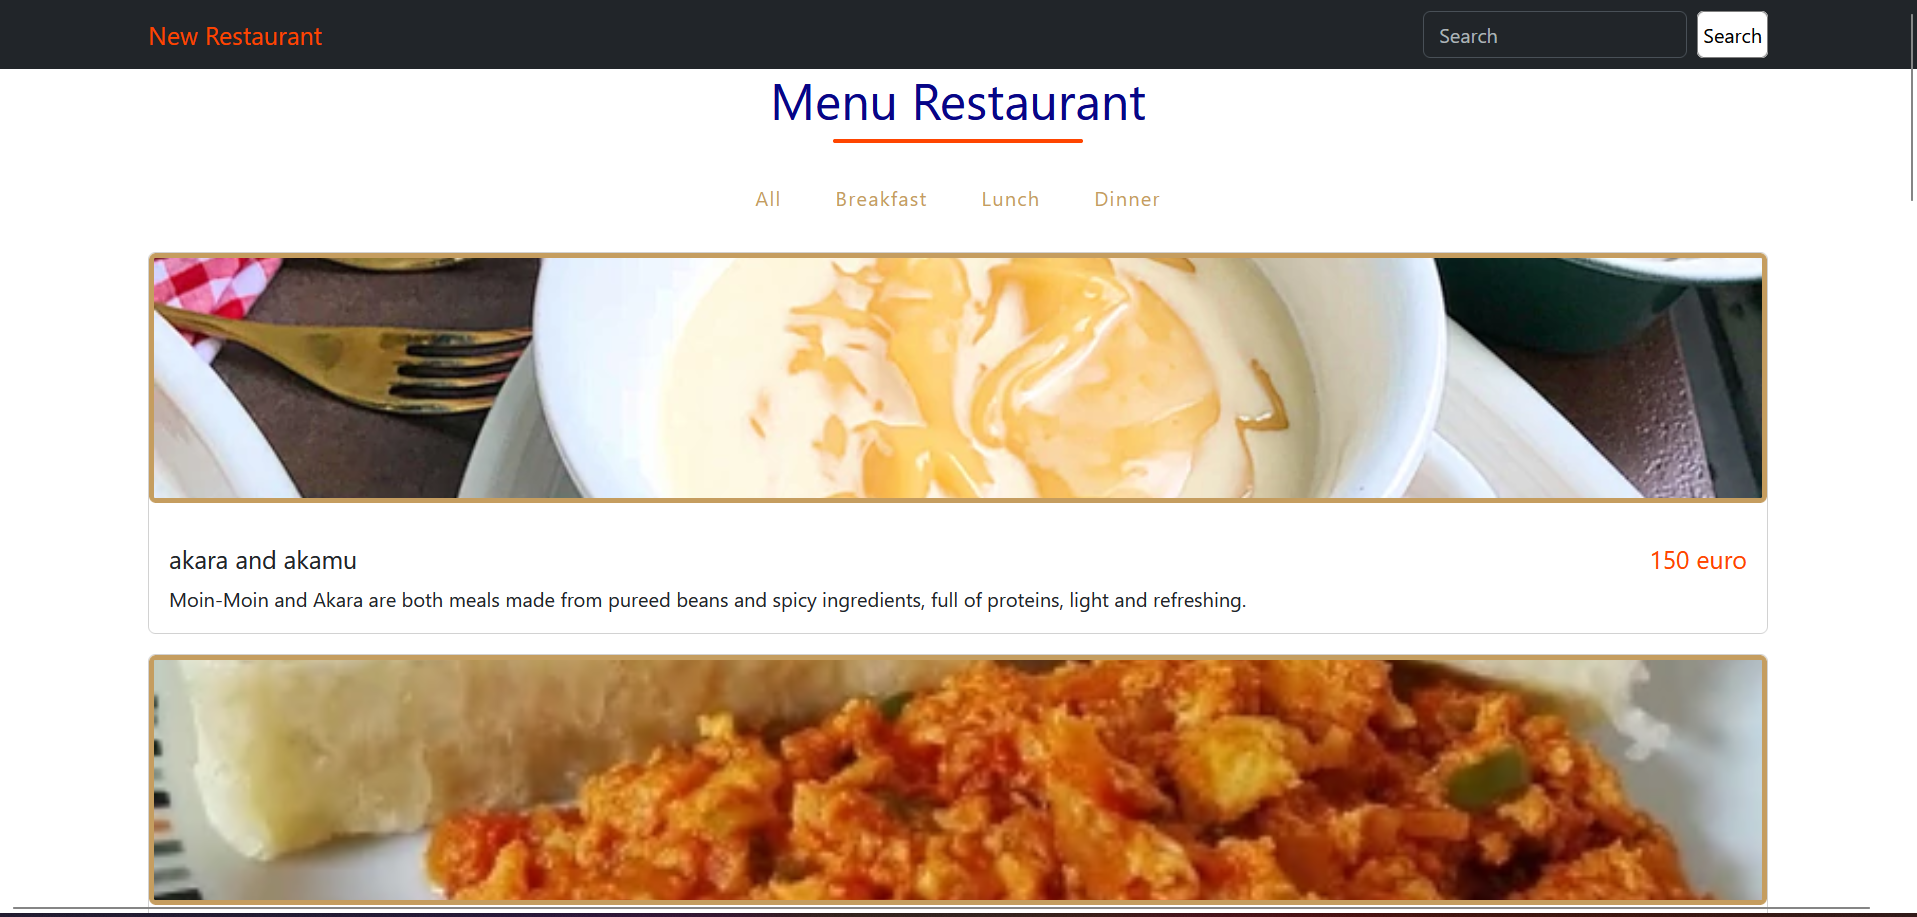 New Restaurant
Search
Search
Menu Restaurant
All Breakfast Lunch Dinner
akara and akamu
150 euro
Moin-Moin and Akara are both meals made from pureed beans and spicy ingredients, full of proteins, light and refreshing.